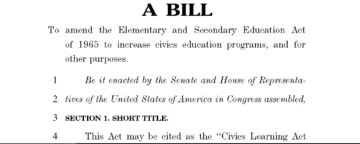 A BILL
To amend the Elementary and Secondary Education Act
of 1965 to increase civics education programs, and for
other purposes.
1 Be it enacted by the Senate and House of Representa-
2 tives of the United States of America in Congress assembled,
3 SECTION 1. SHORT TITLE.
4 This Act may be cited as the “Civics Learning Act